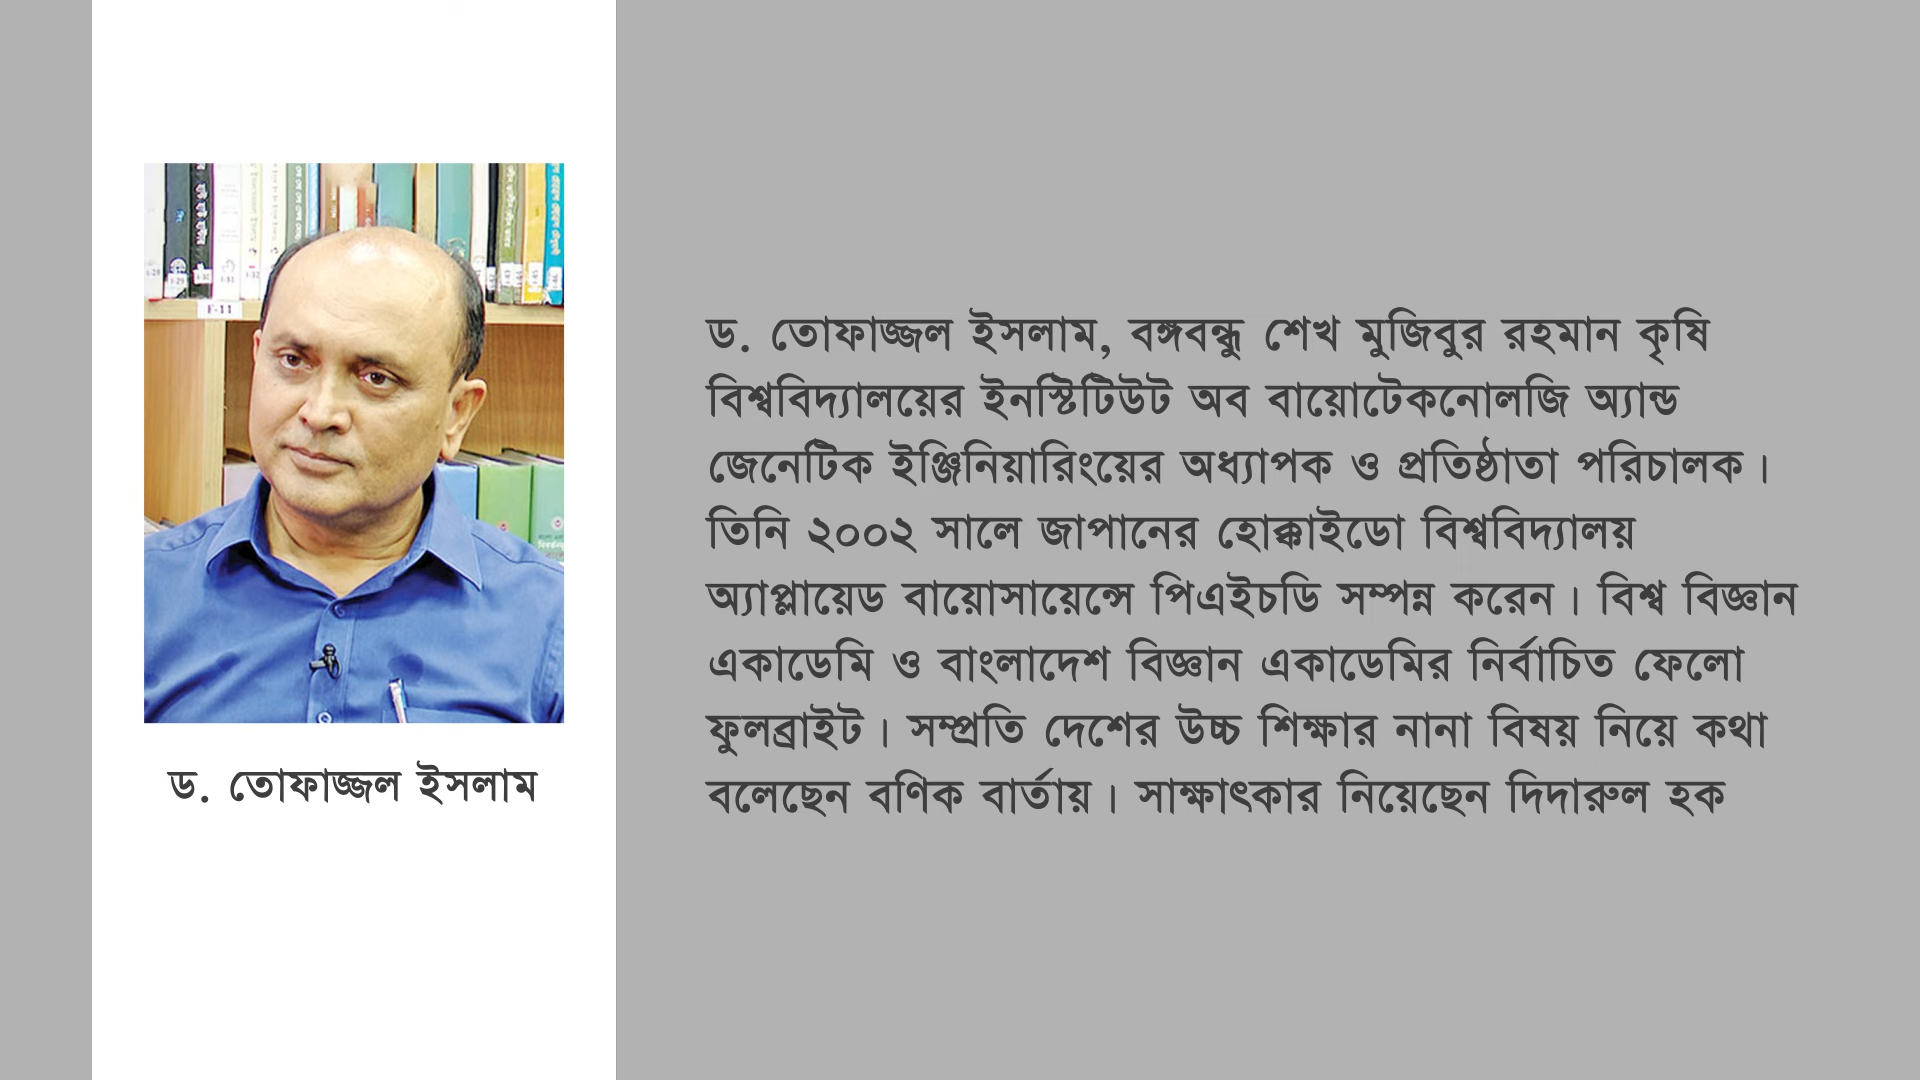 F-11
ড. তোফাজ্জল ইসলাম
ড. তোফাজ্জল ইসলাম, বঙ্গবন্ধু শেখ মুজিবুর রহমান কৃষি
বিশ্ববিদ্যালয়ের ইনস্টিটিউট অব বায়োটেকনোলজি অ্যান্ড
জেনেটিক ইঞ্জিনিয়ারিংয়ের অধ্যাপক ও প্রতিষ্ঠাতা পরিচালক।
তিনি ২০০২ সালে জাপানের হোক্কাইডো বিশ্ববিদ্যালয়
অ্যাপ্লায়েড বায়োসায়েন্সে পিএইচডি সম্পন্ন করেন। বিশ্ব বিজ্ঞান
একাডেমি ও বাংলাদেশ বিজ্ঞান একাডেমির নির্বাচিত ফেলো
ফুলব্রাইট। সম্প্রতি দেশের উচ্চ শিক্ষার নানা বিষয় নিয়ে কথা
বলেছেন বণিক বার্তায়। সাক্ষাৎকার নিয়েছেন দিদারুল হক